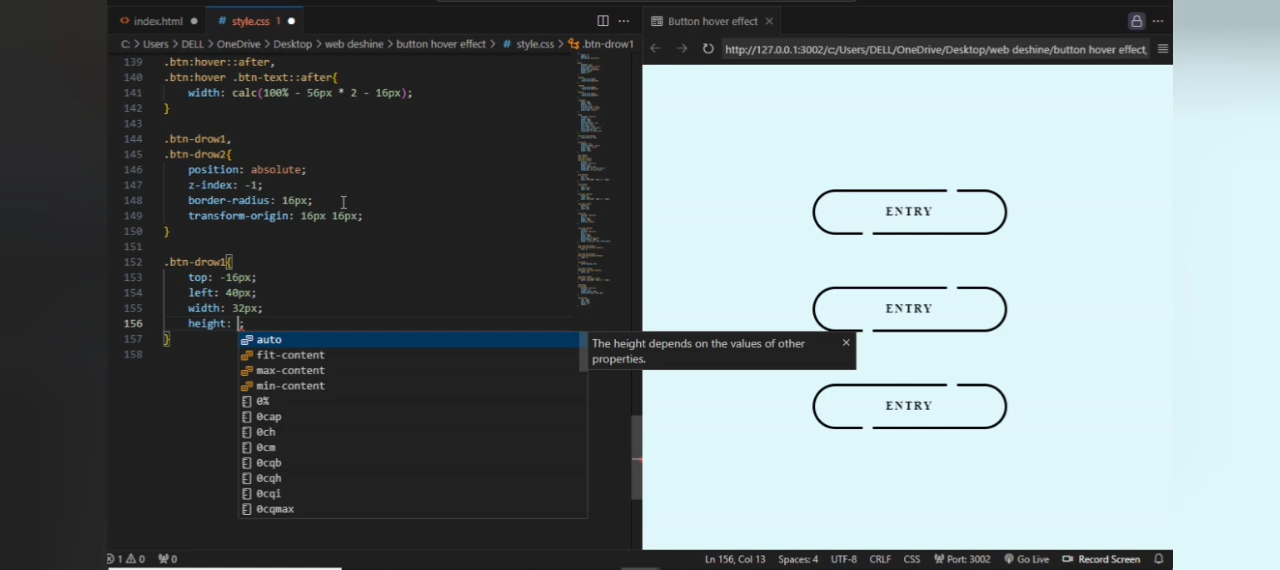 index.html
# style.css 1
Button hover effect
C: > Users > DELL > OneDrive > Desktop > web deshine > button hover effect > # style.css > .btn-drow1
http://127.0.0.1:3002/c:/Users/DELL/OneDrive/Desktop/web deshine/button hover effect,
139 .btn:hover::after,
140 .btn:hover .btn-text::after{
141 width: calc(100% - 56px * 2 - 16px);
142 }
143
144 .btn-drow1,
145 .btn-drow2{
146 position: absolute;
147 z-index: -1;
148 border-radius: 16px;
149 transform-origin: 16px 16px;
150 }
151
152 .btn-drow1{
153 top: -16px;
154 left: 40px;
155 width: 32px;
156 height: ;
157 }
158
auto
fit-content
max-content
min-content
0%
0cap
0ch
0cm
0cqb
0cqh
0cqi
0cqmax
The height depends on the values of other
properties.
ENTRY
ENTRY
ENTRY
1 0 0
Ln 156, Col 13 Spaces: 4 UTF-8 CRLF CSS Port: 3002 Go Live Record Screen